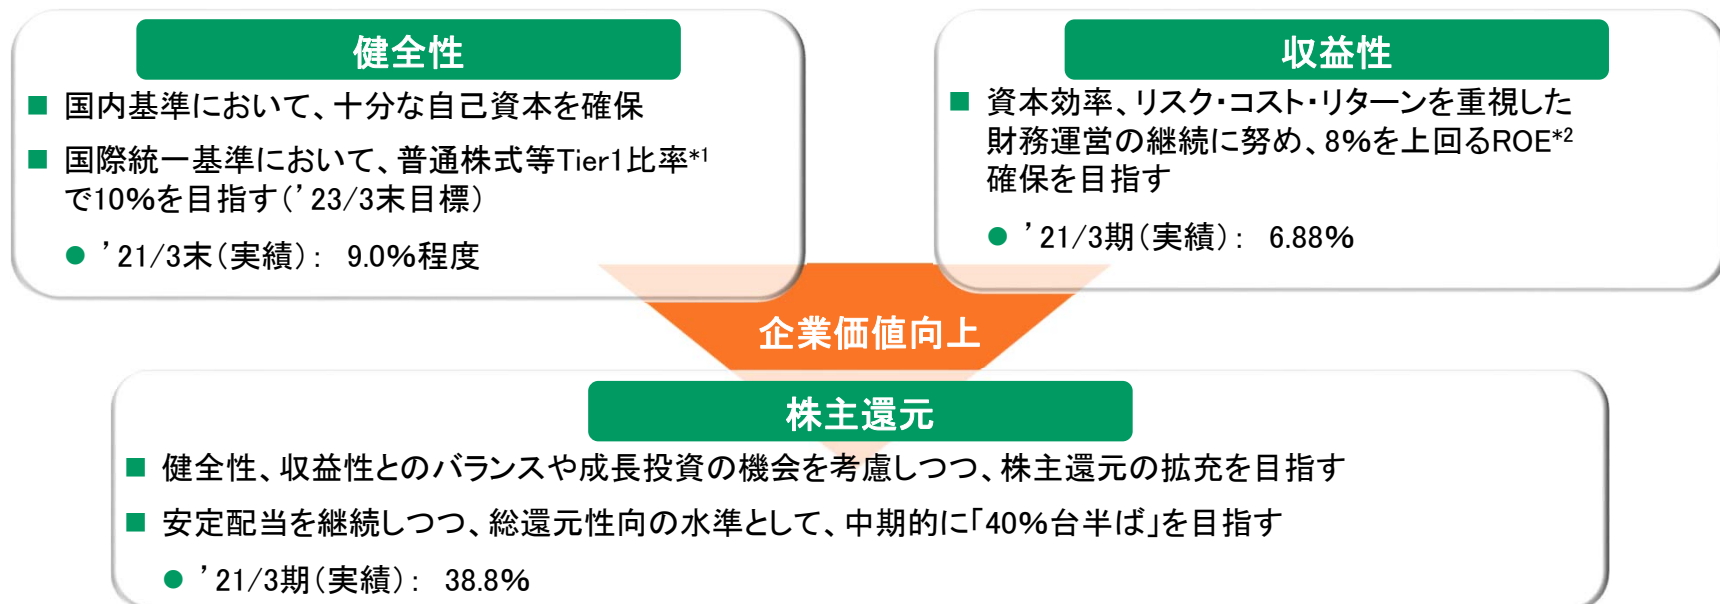 健全性
■ 国内基準において、十分な自己資本を確保
■ 国際統一基準において、普通株式等Tier1比率*1
で10%を目指す(’23/3末目標)
● ’21/3末(実績): 9.0%程度
収益性
■ 資本効率、リスク・コスト・リターンを重視した
財務運営の継続に努め、8%を上回るROE*2
確保を目指す
● ’21/3期(実績): 6.88%
企業価値向上
株主還元
■ 健全性、収益性とのバランスや成長投資の機会を考慮しつつ、株主還元の拡充を目指す
■ 安定配当を継続しつつ、総還元性向の水準として、中期的に「40%台半ば」を目指す
● ’21/3期(実績): 38.8%